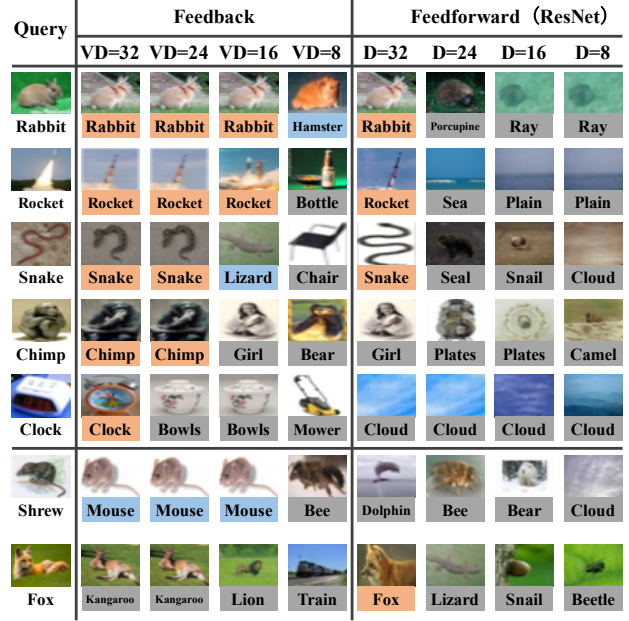 Query Feedback Feedforward（ResNet）
VD=32 VD=24 VD=16 VD=8 D=32 D=24 D=16 D=8
Rabbit Rabbit Rabbit Rabbit Hamster Rabbit Porcupine Ray Ray
Rocket Rocket Rocket Rocket Bottle Rocket Sea Plain Plain
Snake Snake Snake Lizard Chair Snake Seal Snail Cloud
Chimp Chimp Chimp Girl Bear Girl Plates Plates Camel
Clock Clock Bowls Bowls Mower Cloud Cloud Cloud Cloud
Shrew Mouse Mouse Mouse Bee Dolphin Bee Bear Cloud
Fox Kangaroo Kangaroo Lion Train Fox Lizard Snail Beetle